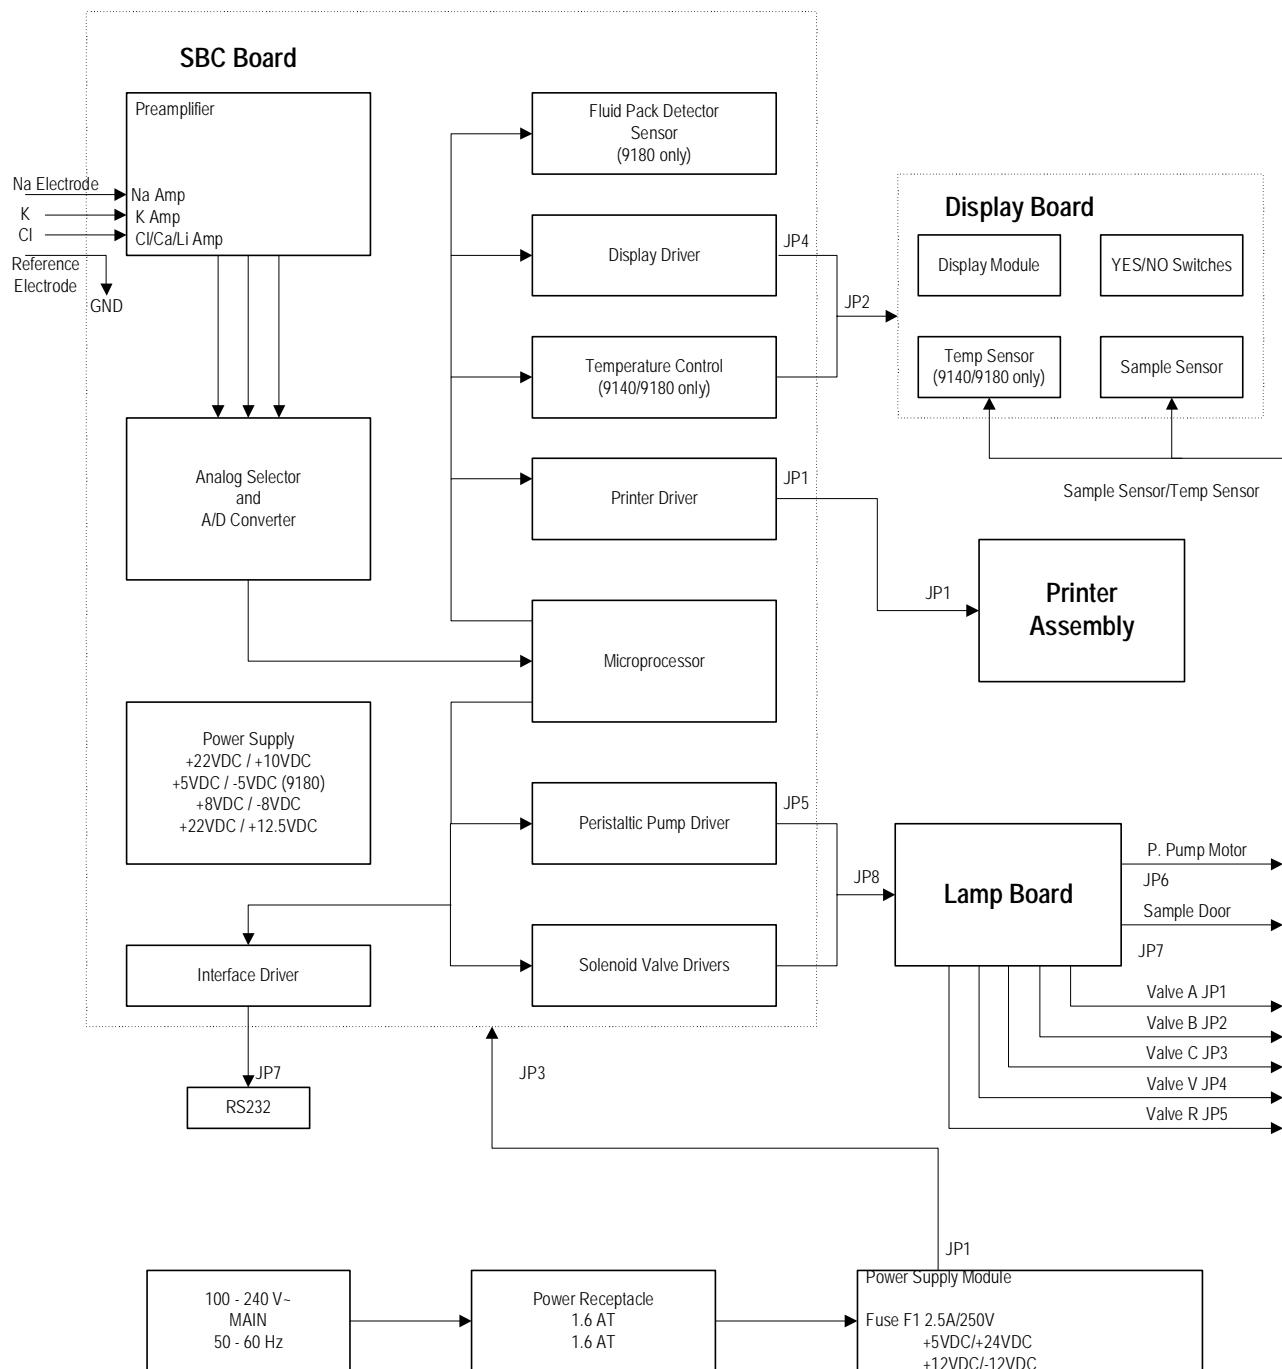 SBC Board
Preamplifier
Na Amp
K Amp
Cl/Ca/Li Amp
Na Electrode
K
Cl
Reference
Electrode
GND
Fluid Pack Detector
Sensor
(9180 only)
Display Driver
JP4
JP2
Temperature Control
(9140/9180 only)
Display Board
Display Module
YES/NO Switches
Temp Sensor
(9140/9180 only)
Sample Sensor
Sample Sensor/Temp Sensor
Analog Selector
and
A/D Converter
Printer Driver
JP1
JP1
Printer
Assembly
Microprocessor
Power Supply
+22VDC / +10VDC
+5VDC / -5VDC (9180)
+8VDC / -8VDC
+22VDC / +12.5VDC
Peristaltic Pump Driver
JP5
JP8
Lamp Board
P. Pump Motor
JP6
Sample Door
JP7
Interface Driver
Solenoid Valve Drivers
Valve A JP1
Valve B JP2
Valve C JP3
Valve V JP4
Valve R JP5
JP7
RS232
JP3
JP1
100 - 240 V~
MAIN
50 - 60 Hz
Power Receptacle
1.6 AT
1.6 AT
Power Supply Module
Fuse F1 2.5A/250V
+5VDC/+24VDC
+12VDC/-12VDC